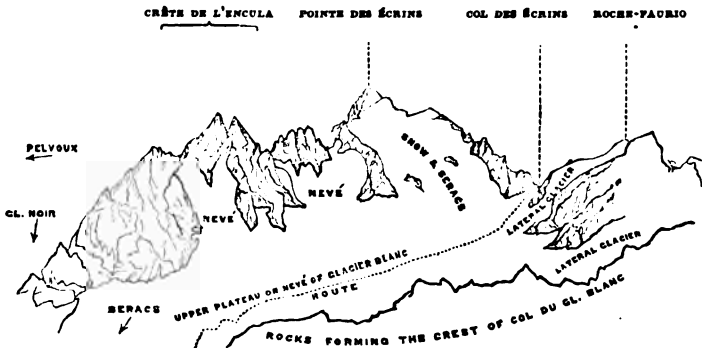 CRÊTE DE L'ENCULA
POINTE DES ÉCRINS
COL DES ÉCRINS
ROCHE-FAURIO
PELVOUX
SNOW & SERACS
NEVÉ
NEVÉ
GL. NOIR
LATERAL GLACIER
LATERAL GLACIER
UPPER PLATEAU OR NEVÉ OF GLACIER BLANC
ROUTE
SERACS
ROCKS FORMING THE CREST OF COL DU GL. BLANC